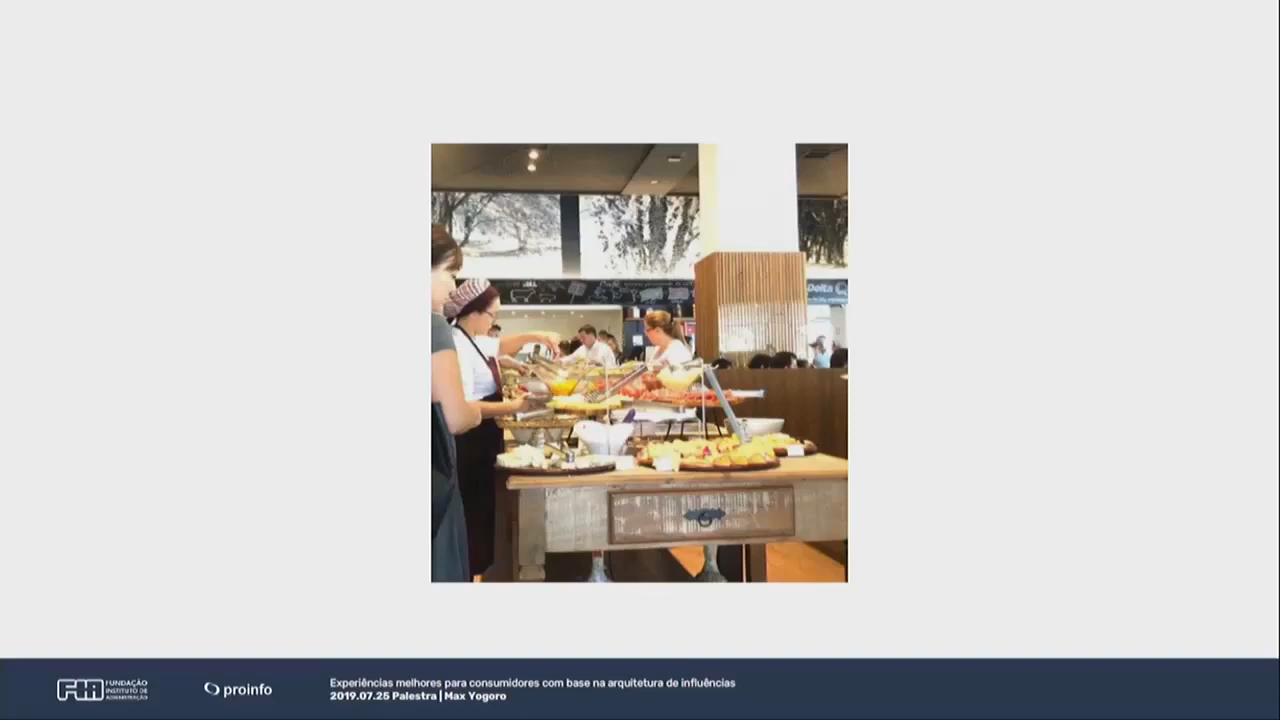 Delta Q
FIA
FUNDAÇÃO
INSTITUTO DE
ADMINISTRAÇÃO
proinfo
Experiências melhores para consumidores com base na arquitetura de influências
2019.07.25 Palestra | Max Yogoro